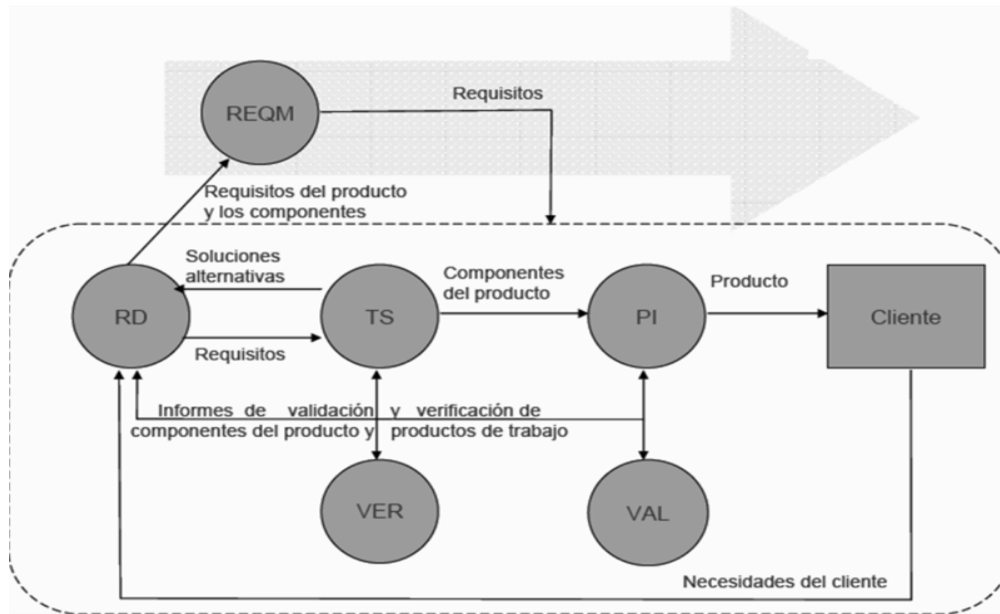 REQM
Requisitos
Requisitos del producto
y los componentes
Soluciones
alternativas
Componentes
del producto
Producto
RD
TS
PI
Cliente
Requisitos
Informes de validación y verificación de
componentes del producto y productos de trabajo
VER
VAL
Necesidades del cliente